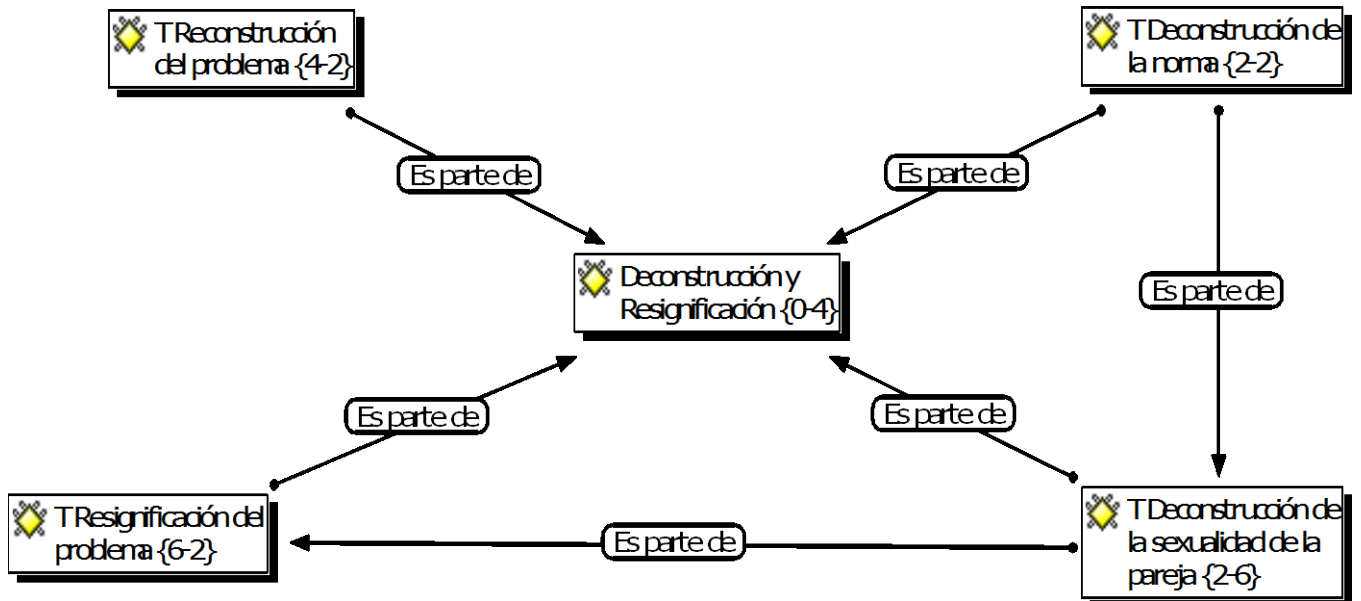 T Reconstrucción
del problema {4-2}
T Deconstrucción de
la norma {2-2}
Es parte de
Es parte de
Deconstrucción y
Resignificación {0-4}
Es parte de
Es parte de
Es parte de
T Resignificación del
problema {6-2}
Es parte de
T Deconstrucción de
la sexualidad de la
pareja {2-6}